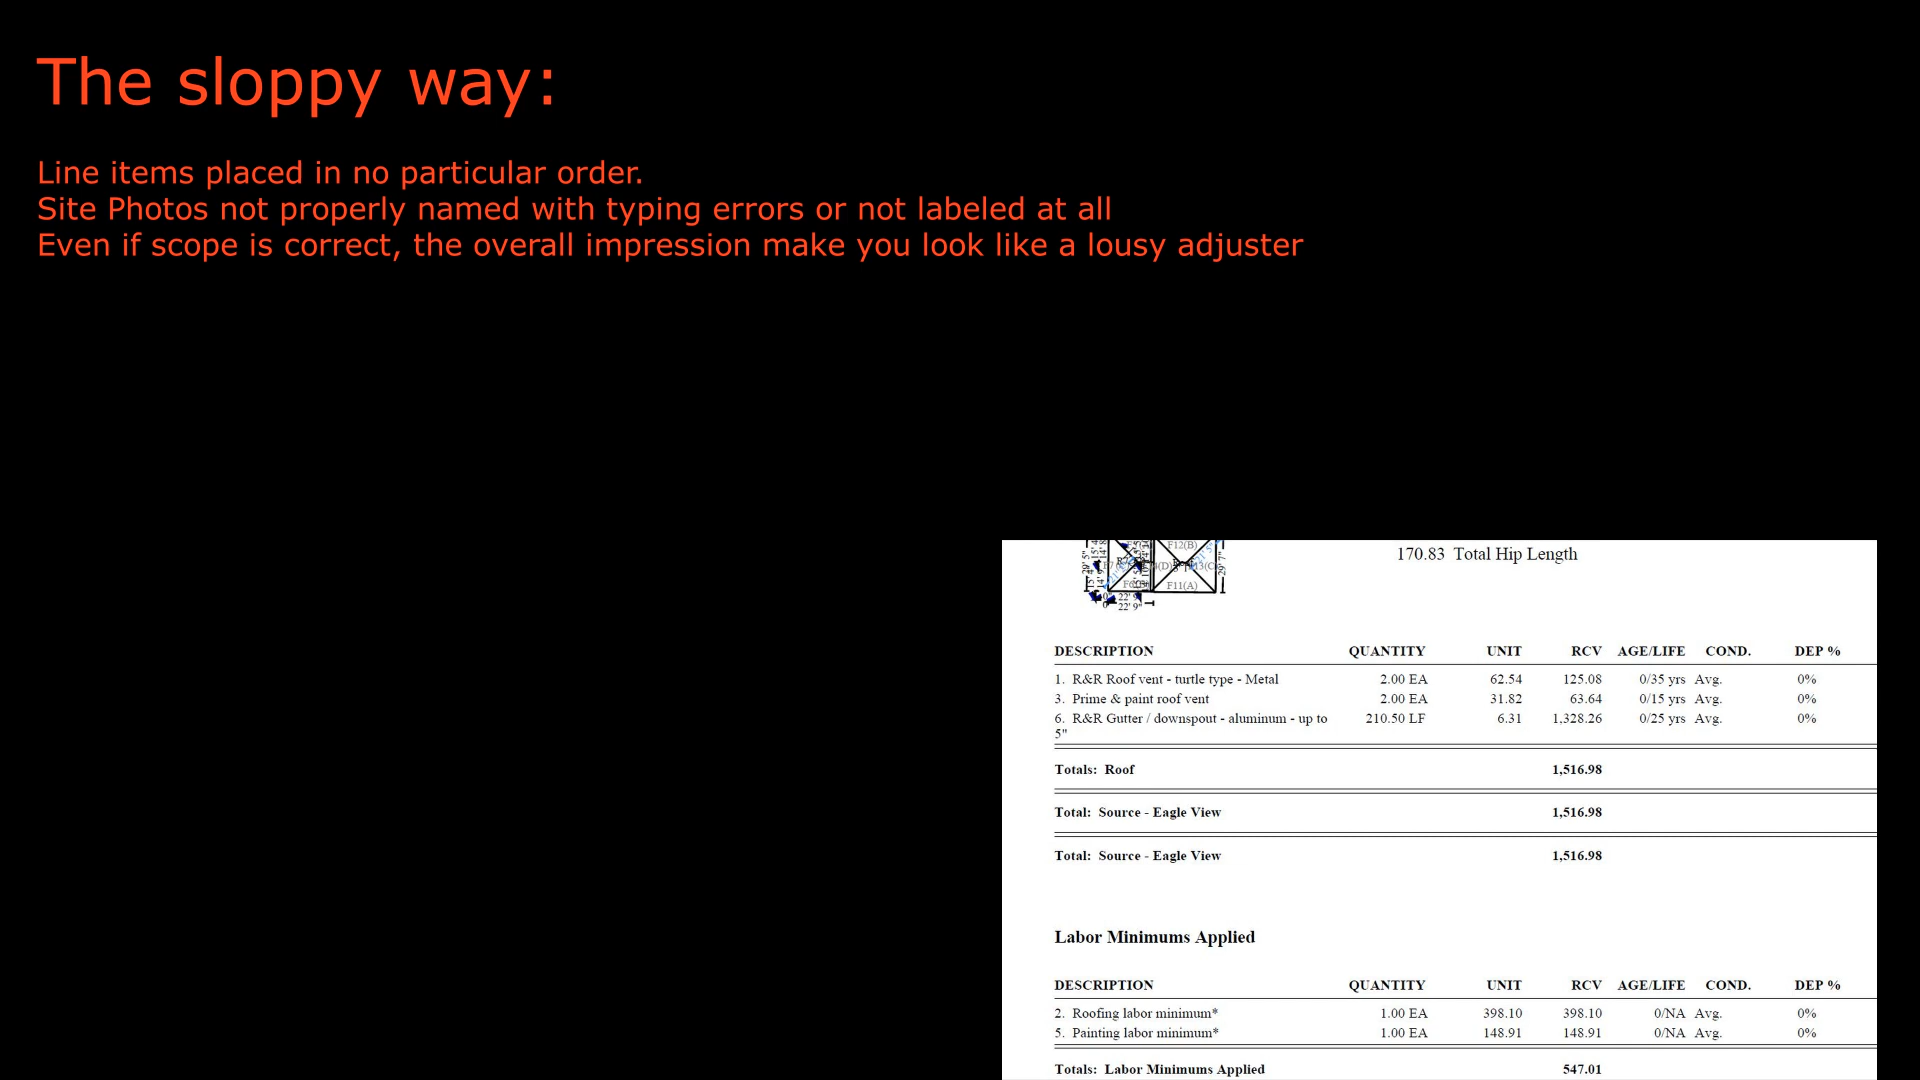 The sloppy way:
Line items placed in no particular order.
Site Photos not properly named with typing errors or not labeled at all
Even if scope is correct, the overall impression make you look like a lousy adjuster
F12(B)
170.83 Total Hip Length
29' 7"
F11(A)
22' 9"
22' 9"
DESCRIPTION QUANTITY UNIT RCV AGE/LIFE COND. DEP %
1. R&R Roof vent - turtle type - Metal 2.00 EA 62.54 125.08 0/35 yrs Avg. 0%
3. Prime & paint roof vent 2.00 EA 31.82 63.64 0/15 yrs Avg. 0%
6. R&R Gutter / downspout - aluminum - up to 210.50 LF 6.31 1,328.26 0/25 yrs Avg. 0%
5"
Totals: Roof 1,516.98
Total: Source - Eagle View 1,516.98
Total: Source - Eagle View 1,516.98
Labor Minimums Applied
DESCRIPTION QUANTITY UNIT RCV AGE/LIFE COND. DEP %
2. Roofing labor minimum* 1.00 EA 398.10 398.10 0/NA Avg. 0%
5. Painting labor minimum* 1.00 EA 148.91 148.91 0/NA Avg. 0%
Totals: Labor Minimums Applied 547.01